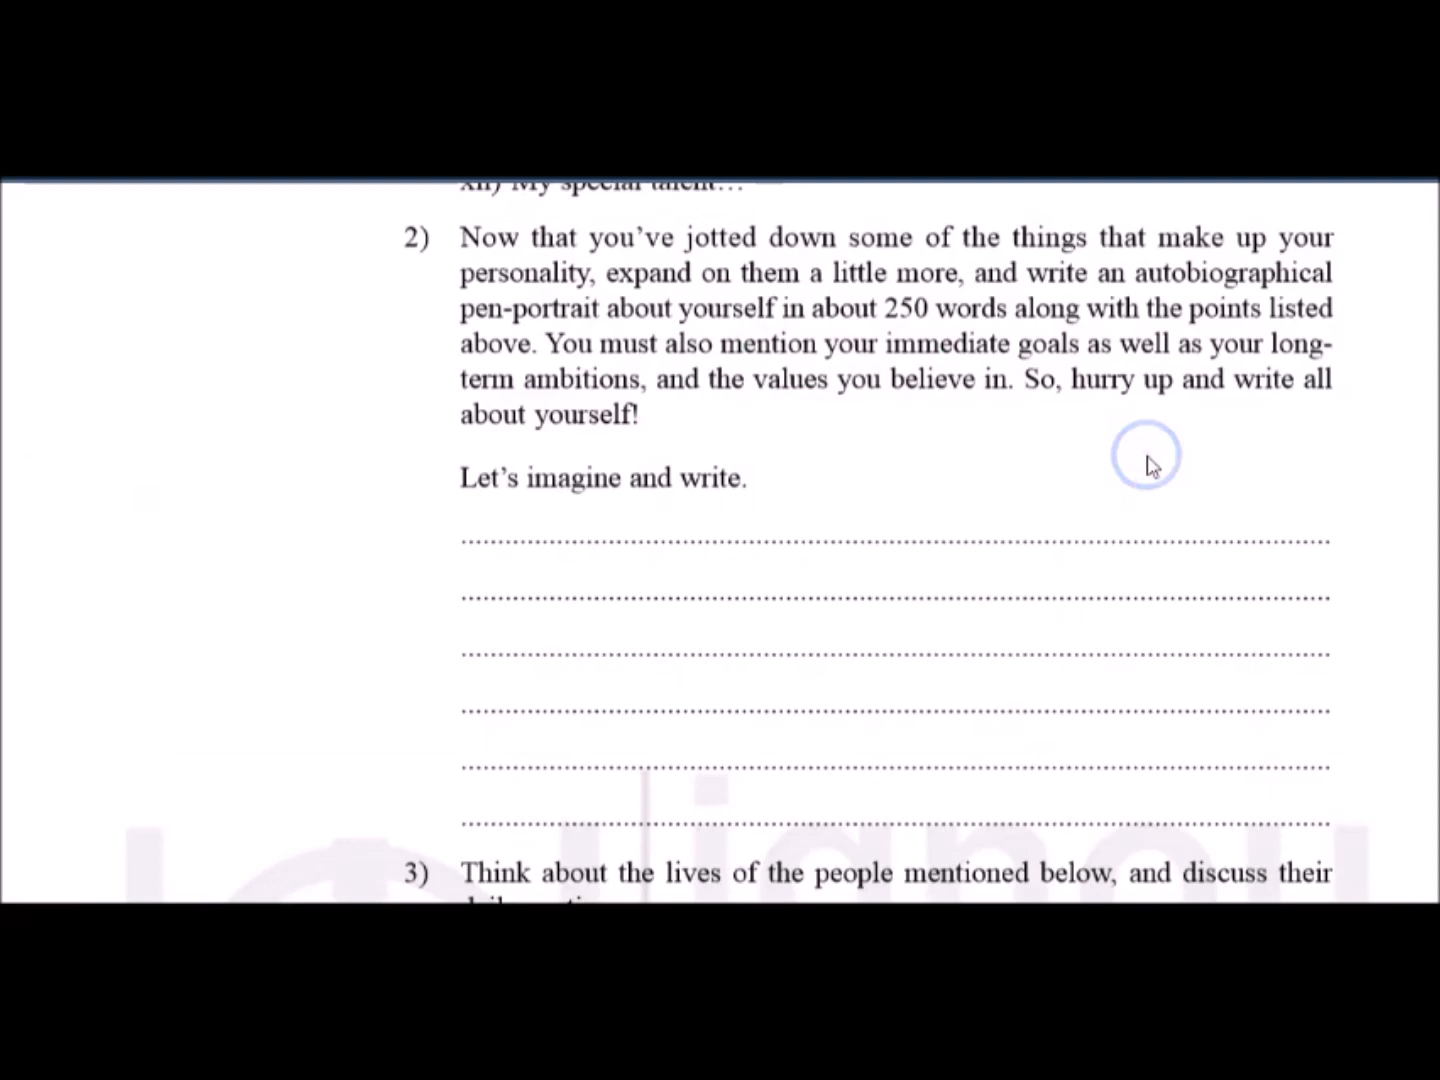 xii) My special talent...
2) Now that you've jotted down some of the things that make up your
personality, expand on them a little more, and write an autobiographical
pen-portrait about yourself in about 250 words along with the points listed
above. You must also mention your immediate goals as well as your long-
term ambitions, and the values you believe in. So, hurry up and write all
about yourself!
Let's imagine and write.
3) Think about the lives of the people mentioned below, and discuss their